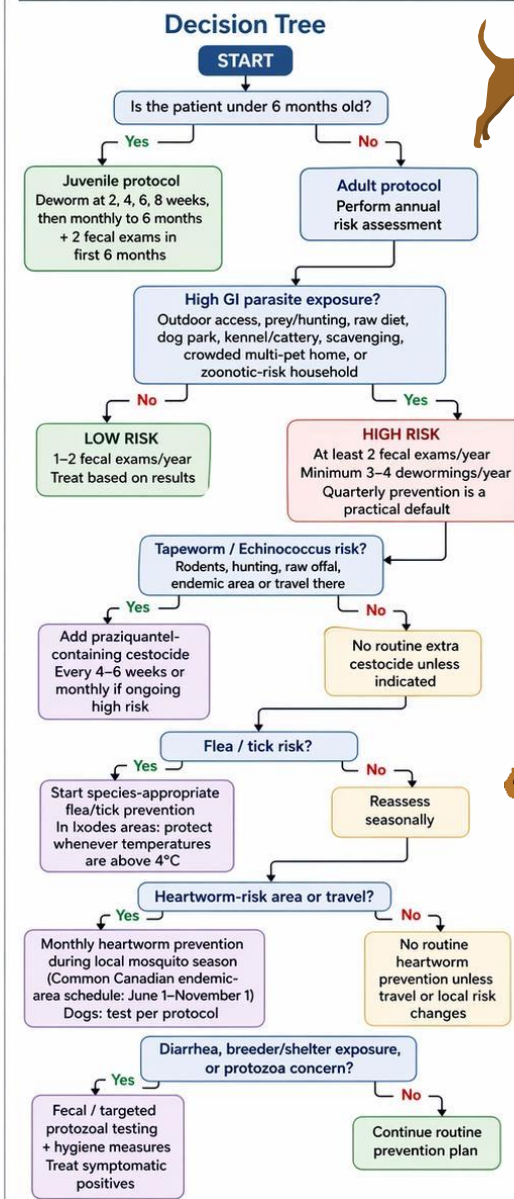 Decision Tree
START
Is the patient under 6 months old?
Yes
No
Juvenile protocol
Deworm at 2, 4, 6, 8 weeks,
then monthly to 6 months
+ 2 fecal exams in
first 6 months
Adult protocol
Perform annual
risk assessment
High GI parasite exposure?
Outdoor access, prey/hunting, raw diet,
dog park, kennel/cattery, scavenging,
crowded multi-pet home, or
zoonotic-risk household
No
Yes
LOW RISK
1–2 fecal exams/year
Treat based on results
HIGH RISK
At least 2 fecal exams/year
Minimum 3–4 dewormings/year
Quarterly prevention is a
practical default
Tapeworm / Echinococcus risk?
Rodents, hunting, raw offal,
endemic area or travel there
Yes
No
Add praziquantel-
containing cestocide
Every 4–6 weeks or
monthly if ongoing
high risk
No routine extra
cestocide unless
indicated
Flea / tick risk?
Yes
No
Start species-appropriate
flea/tick prevention
In Ixodes areas: protect
whenever temperatures
are above 4°C
Reassess
seasonally
Heartworm-risk area or travel?
Yes
No
Monthly heartworm prevention
during local mosquito season
(Common Canadian endemic-
area schedule: June 1–November 1)
Dogs: test per protocol
No routine
heartworm
prevention unless
travel or local risk
changes
Diarrhea, breeder/shelter exposure,
or protozoa concern?
Yes
No
Fecal / targeted
protozoal testing
+ hygiene measures
Treat symptomatic
positives
Continue routine
prevention plan